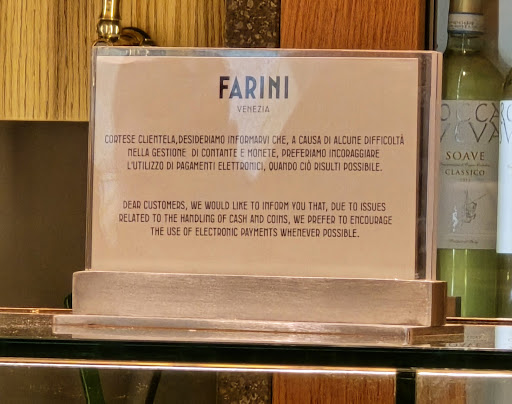 FARINI
VENEZIA
CORTESE CLIENTELA,DESIDERIAMO INFORMARVI CHE, A CAUSA DI ALCUNE DIFFICOLTÀ
NELLA GESTIONE DI CONTANTE E MONETE, PREFERIAMO INCORAGGIARE
L'UTILIZZO DI PAGAMENTI ELETTRONICI, QUANDO CIÒ RISULTI POSSIBILE.
DEAR CUSTOMERS, WE WOULD LIKE TO INFORM YOU THAT, DUE TO ISSUES
RELATED TO THE HANDLING OF CASH AND COINS, WE PREFER TO ENCOURAGE
THE USE OF ELECTRONIC PAYMENTS WHENEVER POSSIBLE.
SOAVE
CLASSICO